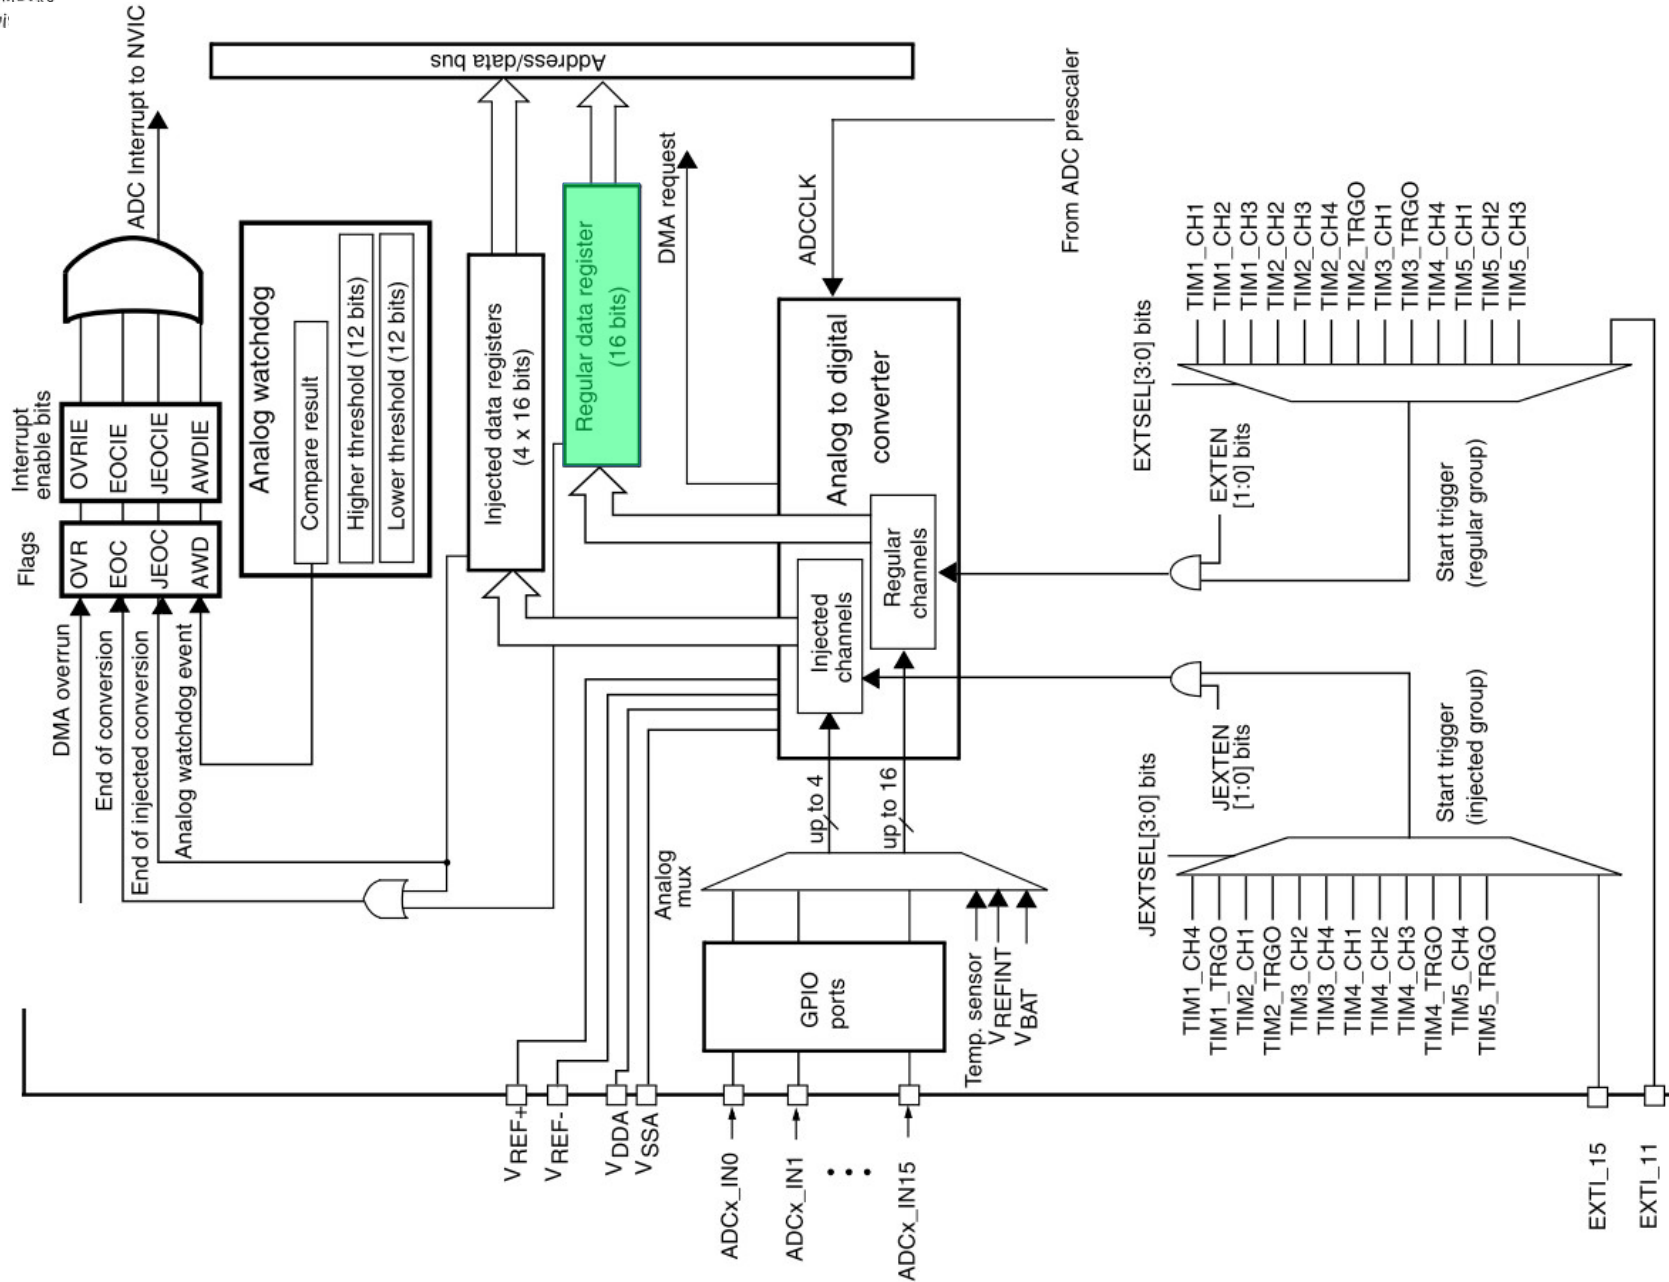 Interrupt
enable bits
Flags
OVR
EOC
JEOC
AWD
OVRIE
EOCIE
JEOCIE
AWDIE
ADC Interrupt to NVIC
DMA overrun
End of conversion
End of injected conversion
Analog watchdog event
Analog watchdog
Compare result
Higher threshold (12 bits)
Lower threshold (12 bits)
Address/data bus
Injected data registers
(4 x 16 bits)
Regular data register
(16 bits)
DMA request
ADCCLK
From ADC prescaler
Analog to digital
converter
Injected
channels
Regular
channels
up to 4
up to 16
Analog
mux
GPIO
ports
Temp. sensor
VREFINT
VBAT
VREF+
VREF-
VDDA
VSSA
ADCx_IN0
ADCx_IN1
• • •
ADCx_IN15
EXTSEL[3:0] bits
TIM1_CH1
TIM1_CH2
TIM1_CH3
TIM2_CH2
TIM2_CH3
TIM2_CH4
TIM2_TRGO
TIM3_CH1
TIM3_TRGO
TIM4_CH4
TIM5_CH1
TIM5_CH2
TIM5_CH3
EXTEN
[1:0] bits
Start trigger
(regular group)
JEXTSEL[3:0] bits
JEXTEN
[1:0] bits
Start trigger
(injected group)
TIM1_CH4
TIM1_TRGO
TIM2_CH1
TIM2_TRGO
TIM3_CH2
TIM3_CH4
TIM4_CH1
TIM4_CH2
TIM4_CH3
TIM4_TRGO
TIM5_CH4
TIM5_TRGO
EXTI_15
EXTI_11